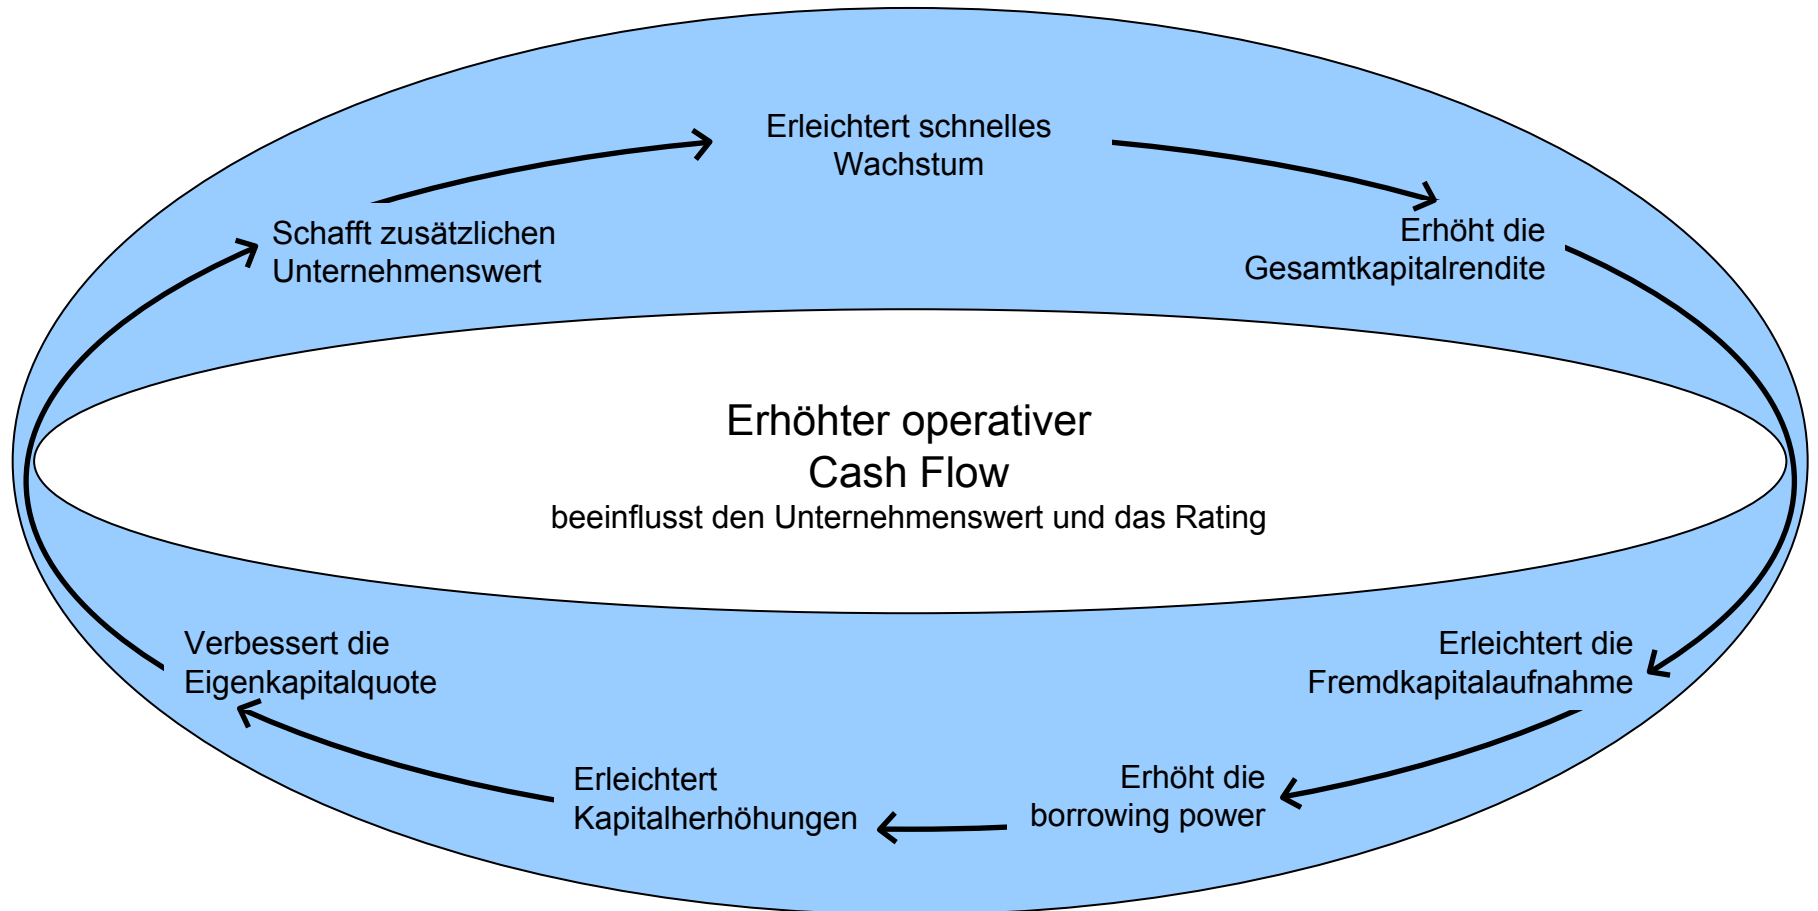 Erleichtert schnelles
Wachstum
Schafft zusätzlichen
Unternehmenswert
Erhöht die
Gesamtkapitalrendite
Erhöhter operativer
Cash Flow
beeinflusst den Unternehmenswert und das Rating
Verbessert die
Eigenkapitalquote
Erleichtert die
Fremdkapitalaufnahme
Erleichtert
Kapitalherhöhungen
Erhöht die
borrowing power